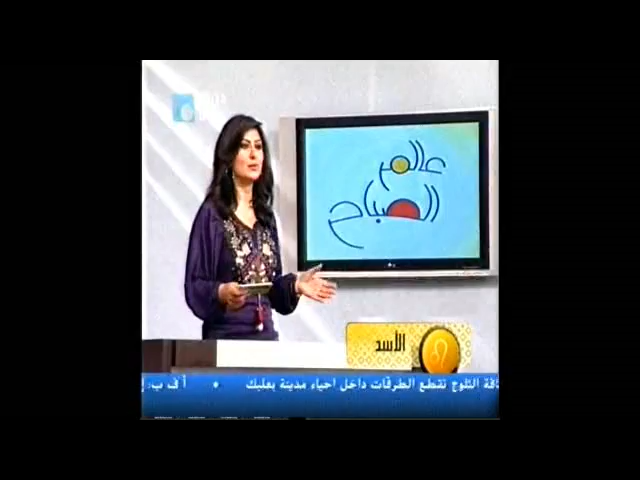 عالم
الصباح
الأسد
افة الثلوج تقطع الطرقات داخل احياء مدينة بعلبك • أ ف ب: